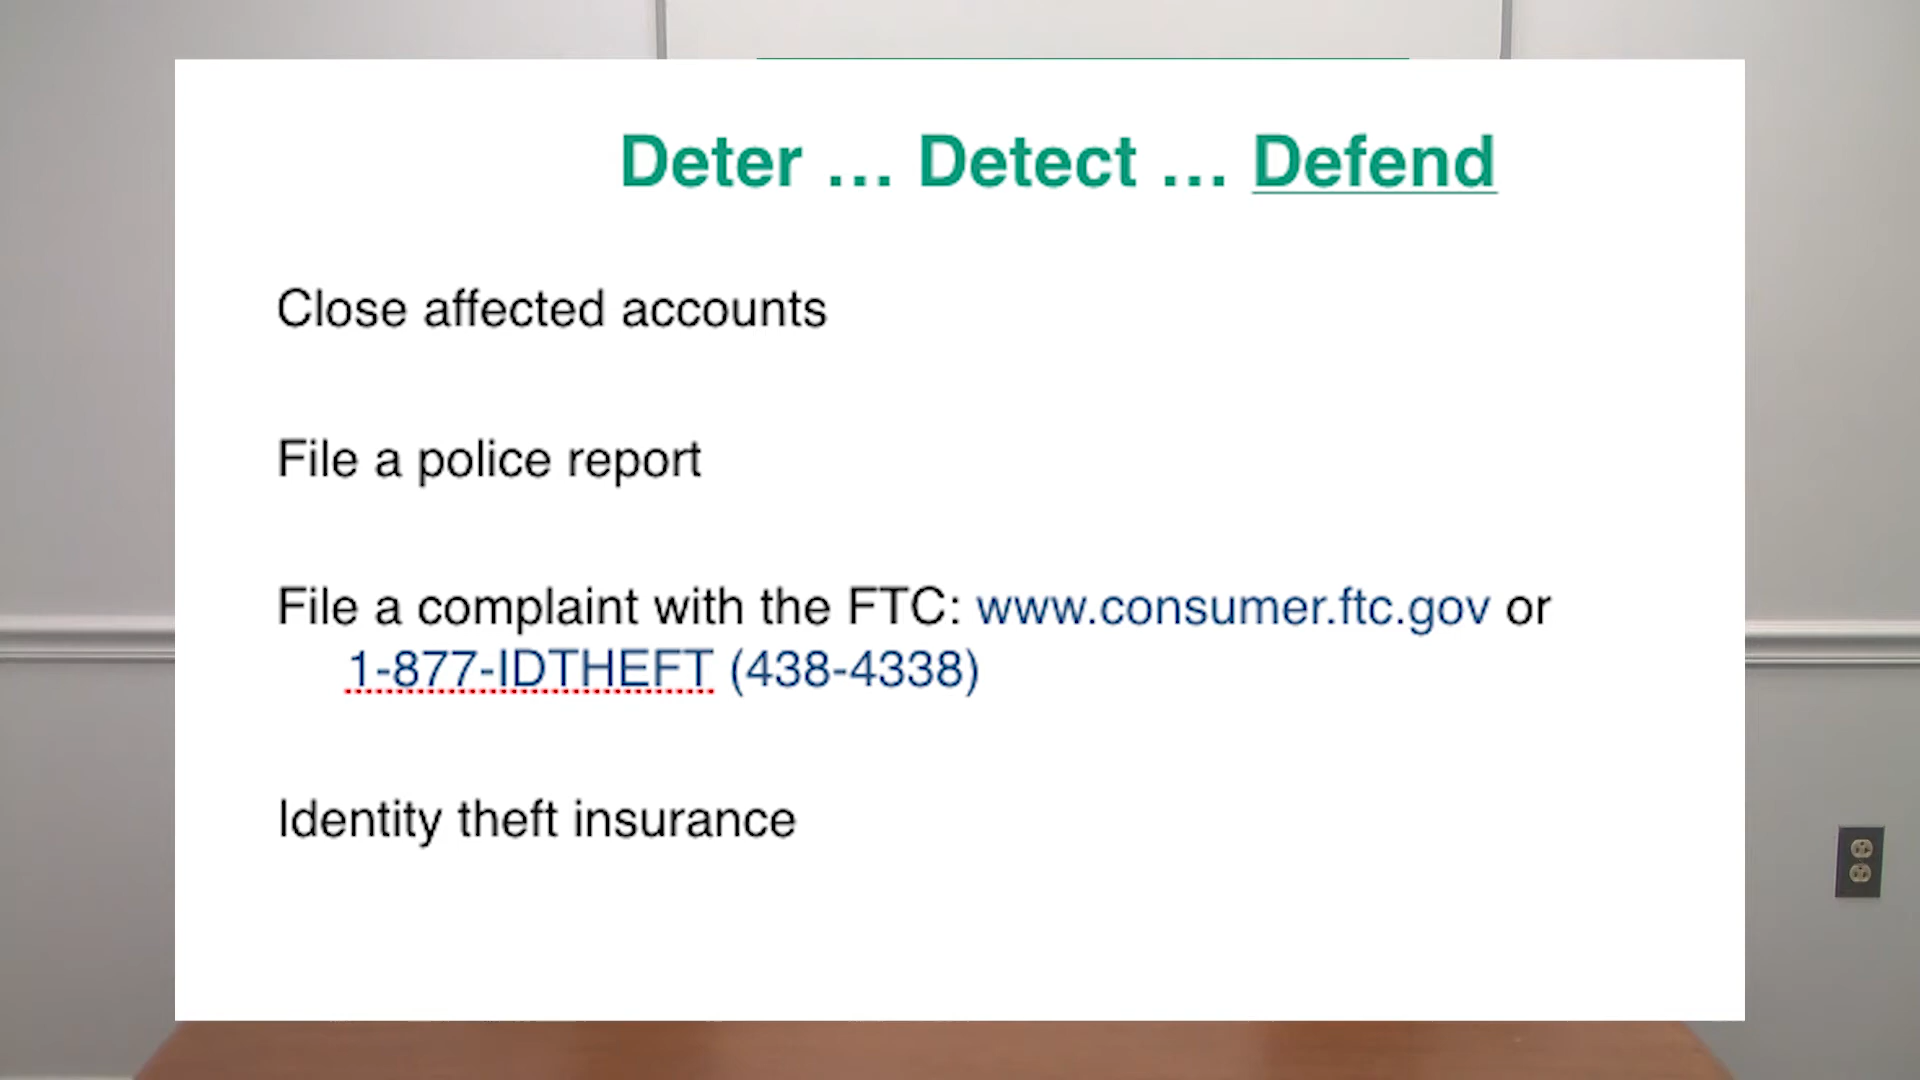 Deter … Detect … Defend
Close affected accounts
File a police report
File a complaint with the FTC: www.consumer.ftc.gov or
1-877-IDTHEFT (438-4338)
Identity theft insurance